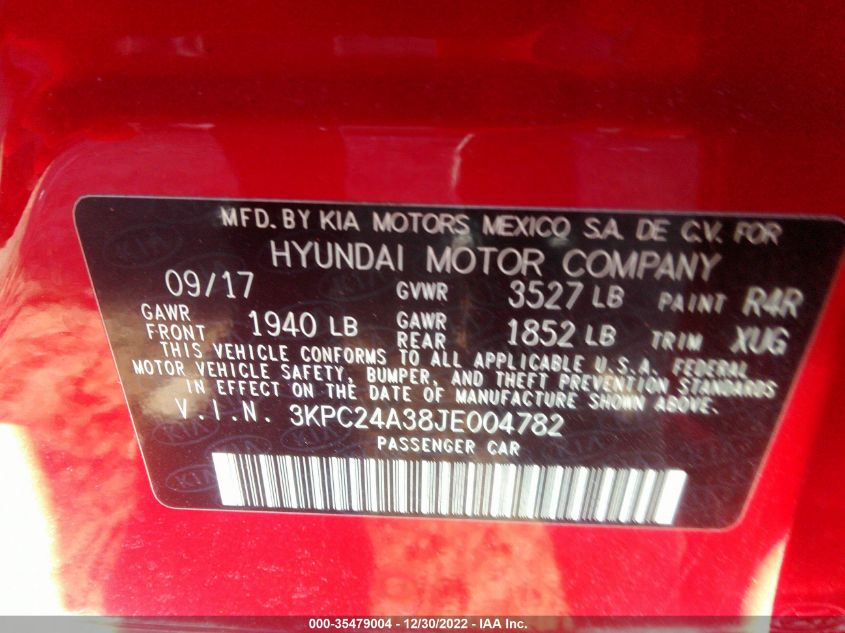 MFD. BY KIA MOTORS MEXICO S.A. DE C.V. FOR
HYUNDAI MOTOR COMPANY
09/17 GVWR 3527 LB PAINT R4R
GAWR FRONT 1940 LB GAWR REAR 1852 LB TRIM XUG
THIS VEHICLE CONFORMS TO ALL APPLICABLE U.S.A. FEDERAL
MOTOR VEHICLE SAFETY, BUMPER, AND THEFT PREVENTION STANDARDS
IN EFFECT ON THE DATE OF MANUFACTURE SHOWN ABOVE.
V.I.N. 3KPC24A38JE004782
PASSENGER CAR
000-35479004 - 12/30/2022 - IAA Inc.